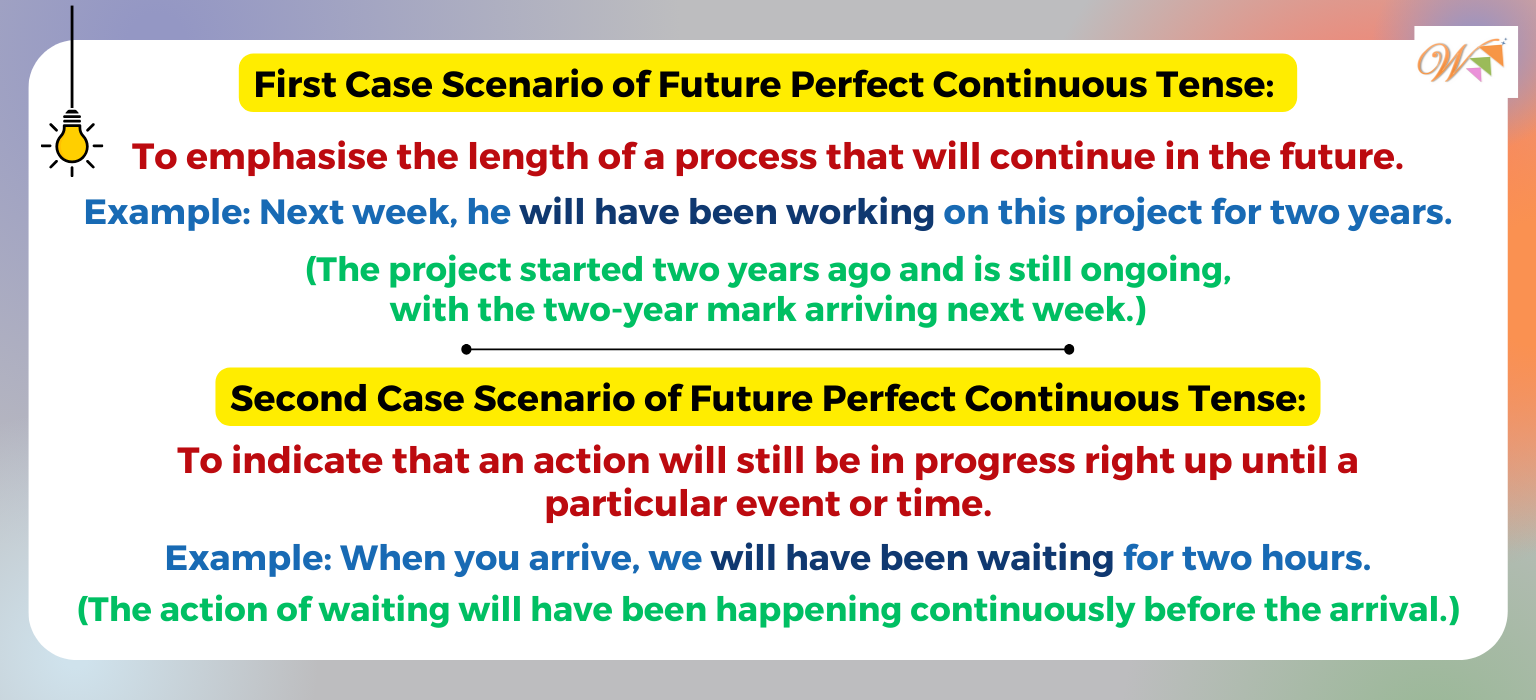 First Case Scenario of Future Perfect Continuous Tense:
To emphasise the length of a process that will continue in the future.
Example: Next week, he will have been working on this project for two years.
(The project started two years ago and is still ongoing,
with the two-year mark arriving next week.)
Second Case Scenario of Future Perfect Continuous Tense:
To indicate that an action will still be in progress right up until a
particular event or time.
Example: When you arrive, we will have been waiting for two hours.
(The action of waiting will have been happening continuously before the arrival.)